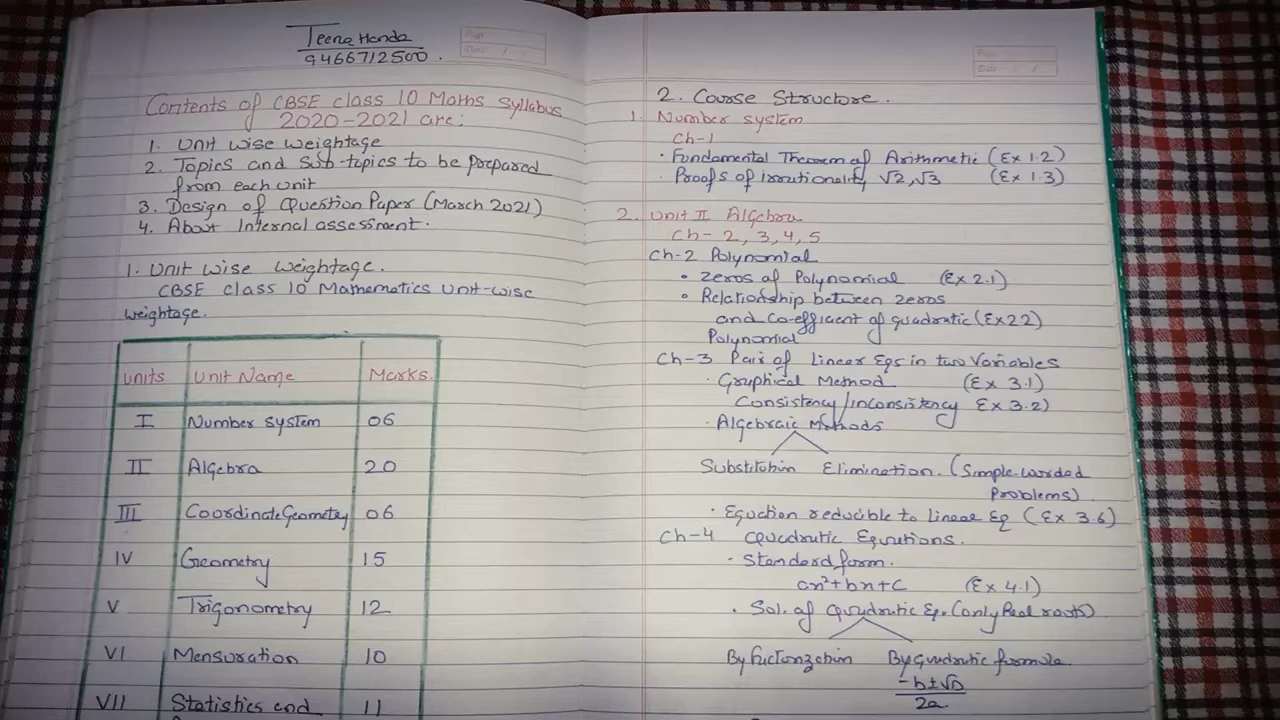 Teena Handa
9466712500.
Contents of CBSE class 10 Maths Syllabus
2020-2021 are:
1. Unit wise weightage
2. Topics and Sub-topics to be prepared
from each unit
3. Design of Question Paper (March 2021)
4. About Internal assessment.
1. Unit wise weightage.
CBSE class 10 Mathematics Unit-wise
weightage.
Units Unit Name Marks.
I Number system 06
II Algebra 20
III Coordinate Geometry 06
IV Geometry 15
V Trigonometry 12
VI Mensuration 10
VII Statistics and 11
2. Course Structure.
1. Number system
Ch-1
· Fundamental Theorem of Arithmetic (Ex 1.2)
· Proofs of irrationality √2, √3 (Ex 1.3)
2. Unit II Algebra
Ch- 2, 3, 4, 5
Ch-2 Polynomial
• Zeros of Polynomial (Ex 2.1)
• Relationship between zeros
and Co-efficient of quadratic (Ex 2.2)
Polynomial
Ch-3 Pair of Linear Eqs in two Variables
· Graphical Method (Ex 3.1)
Consistency/inconsistency Ex 3.2)
· Algebraic Methods
Substitution Elimination. (Simple worded
Problems)
· Equation reducible to Linear Eq (Ex 3.6)
Ch-4 Quadratic Equations.
· Standard form.
ax²+bx+c (Ex 4.1)
· Sol. of Quadratic Eq. (only Real roots)
By factorization By quadratic formula
-b±√D
2a